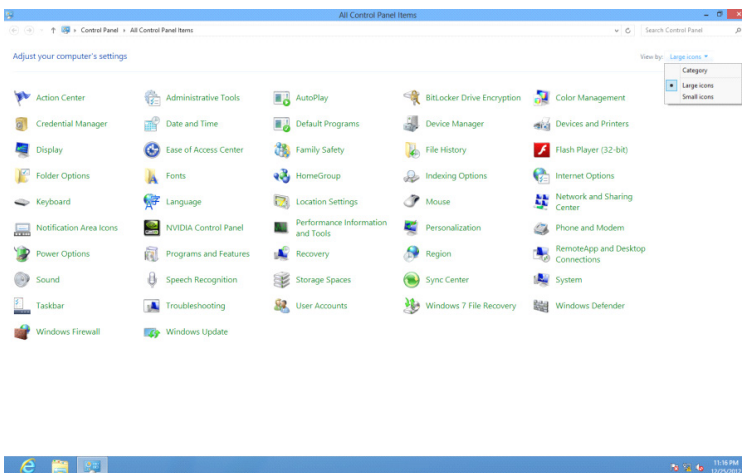 All Control Panel Items
Control Panel › All Control Panel Items
Search Control Panel
Adjust your computer's settings
View by: Large icons
Category
Large icons
Small icons
Action Center
Administrative Tools
AutoPlay
BitLocker Drive Encryption
Color Management
Credential Manager
Date and Time
Default Programs
Device Manager
Devices and Printers
Display
Ease of Access Center
Family Safety
File History
Flash Player (32-bit)
Folder Options
Fonts
HomeGroup
Indexing Options
Internet Options
Keyboard
Language
Location Settings
Mouse
Network and Sharing
Center
Notification Area Icons
NVIDIA Control Panel
Performance Information
and Tools
Personalization
Phone and Modem
Power Options
Programs and Features
Recovery
Region
RemoteApp and Desktop
Connections
Sound
Speech Recognition
Storage Spaces
Sync Center
System
Taskbar
Troubleshooting
User Accounts
Windows 7 File Recovery
Windows Defender
Windows Firewall
Windows Update
11:16 PM
12/25/2012